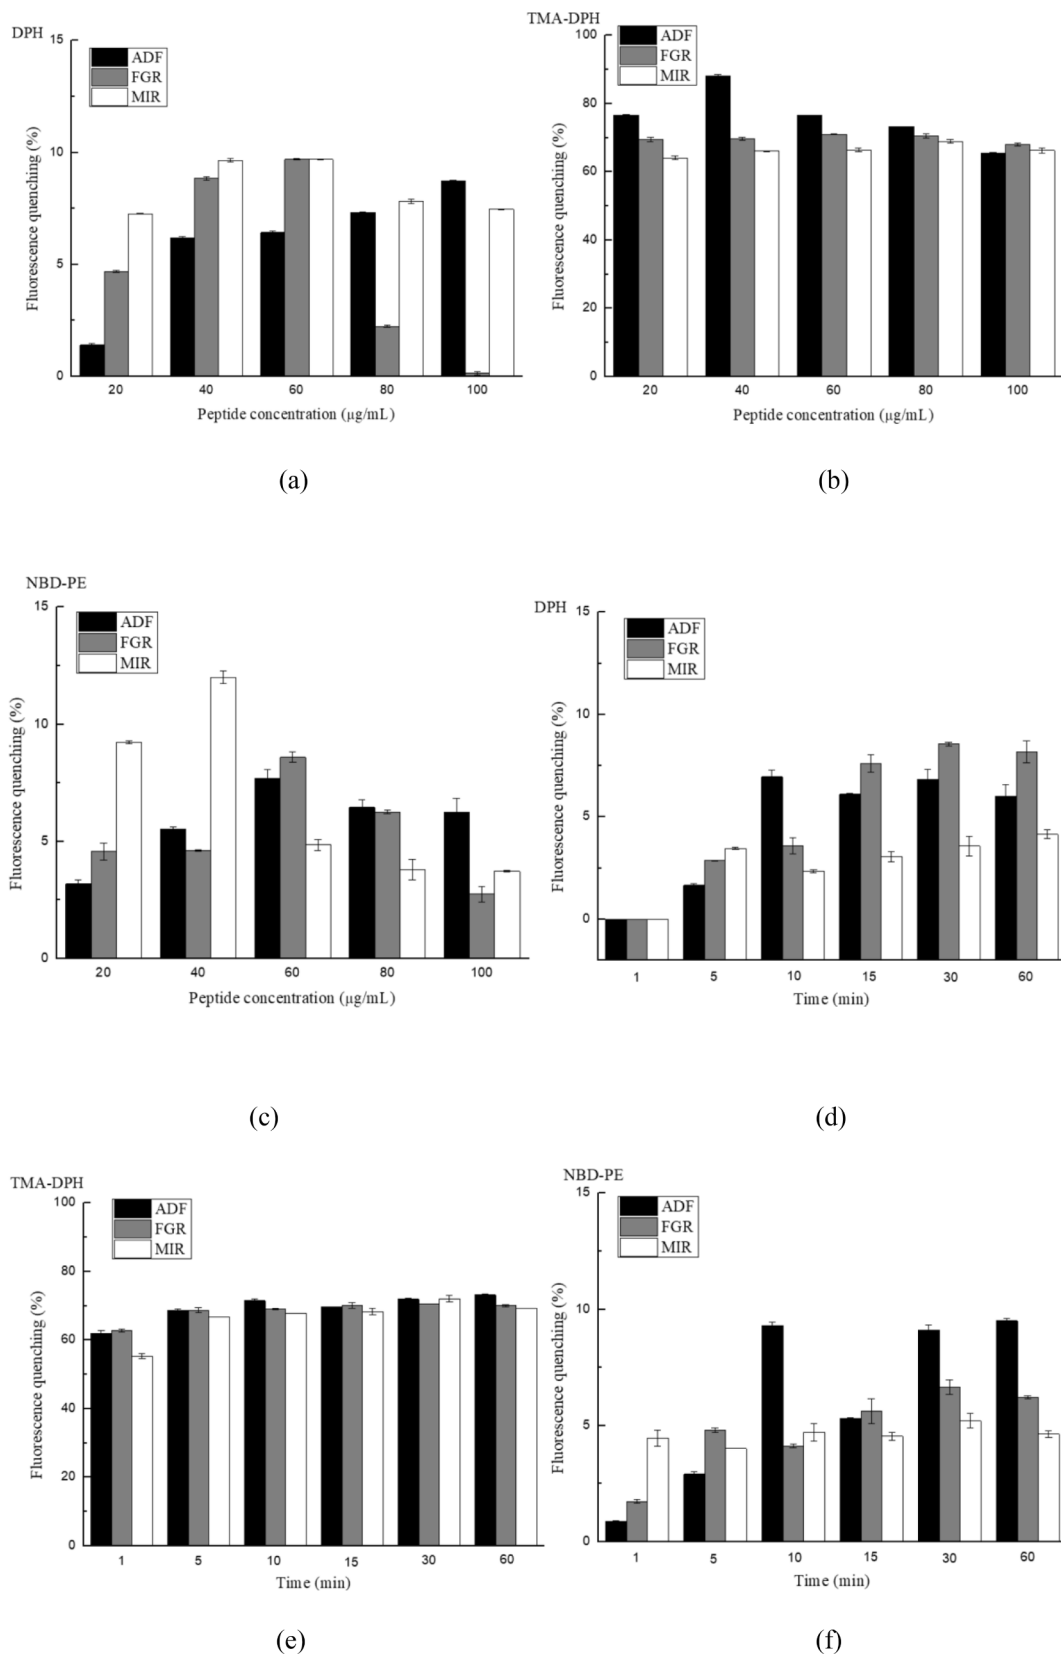 DPH
15
10
5
0
ADF
FGR
MIR
Fluorescence quenching (%)
20 40 60 80 100
Peptide concentration (μg/mL)
(a)
TMA-DPH
100
80
60
40
20
0
ADF
FGR
MIR
Fluorescence quenching (%)
20 40 60 80 100
Peptide concentration (μg/mL)
(b)
NBD-PE
15
10
5
0
ADF
FGR
MIR
Fluorescence quenching (%)
20 40 60 80 100
Peptide concentration (μg/mL)
(c)
DPH
15
10
5
0
ADF
FGR
MIR
Fluorescence quenching (%)
1 5 10 15 30 60
Time (min)
(d)
TMA-DPH
100
80
60
40
20
0
ADF
FGR
MIR
Fluorescence quenching (%)
1 5 10 15 30 60
Time (min)
(e)
NBD-PE
15
10
5
0
ADF
FGR
MIR
Fluorescence quenching (%)
1 5 10 15 30 60
Time (min)
(f)